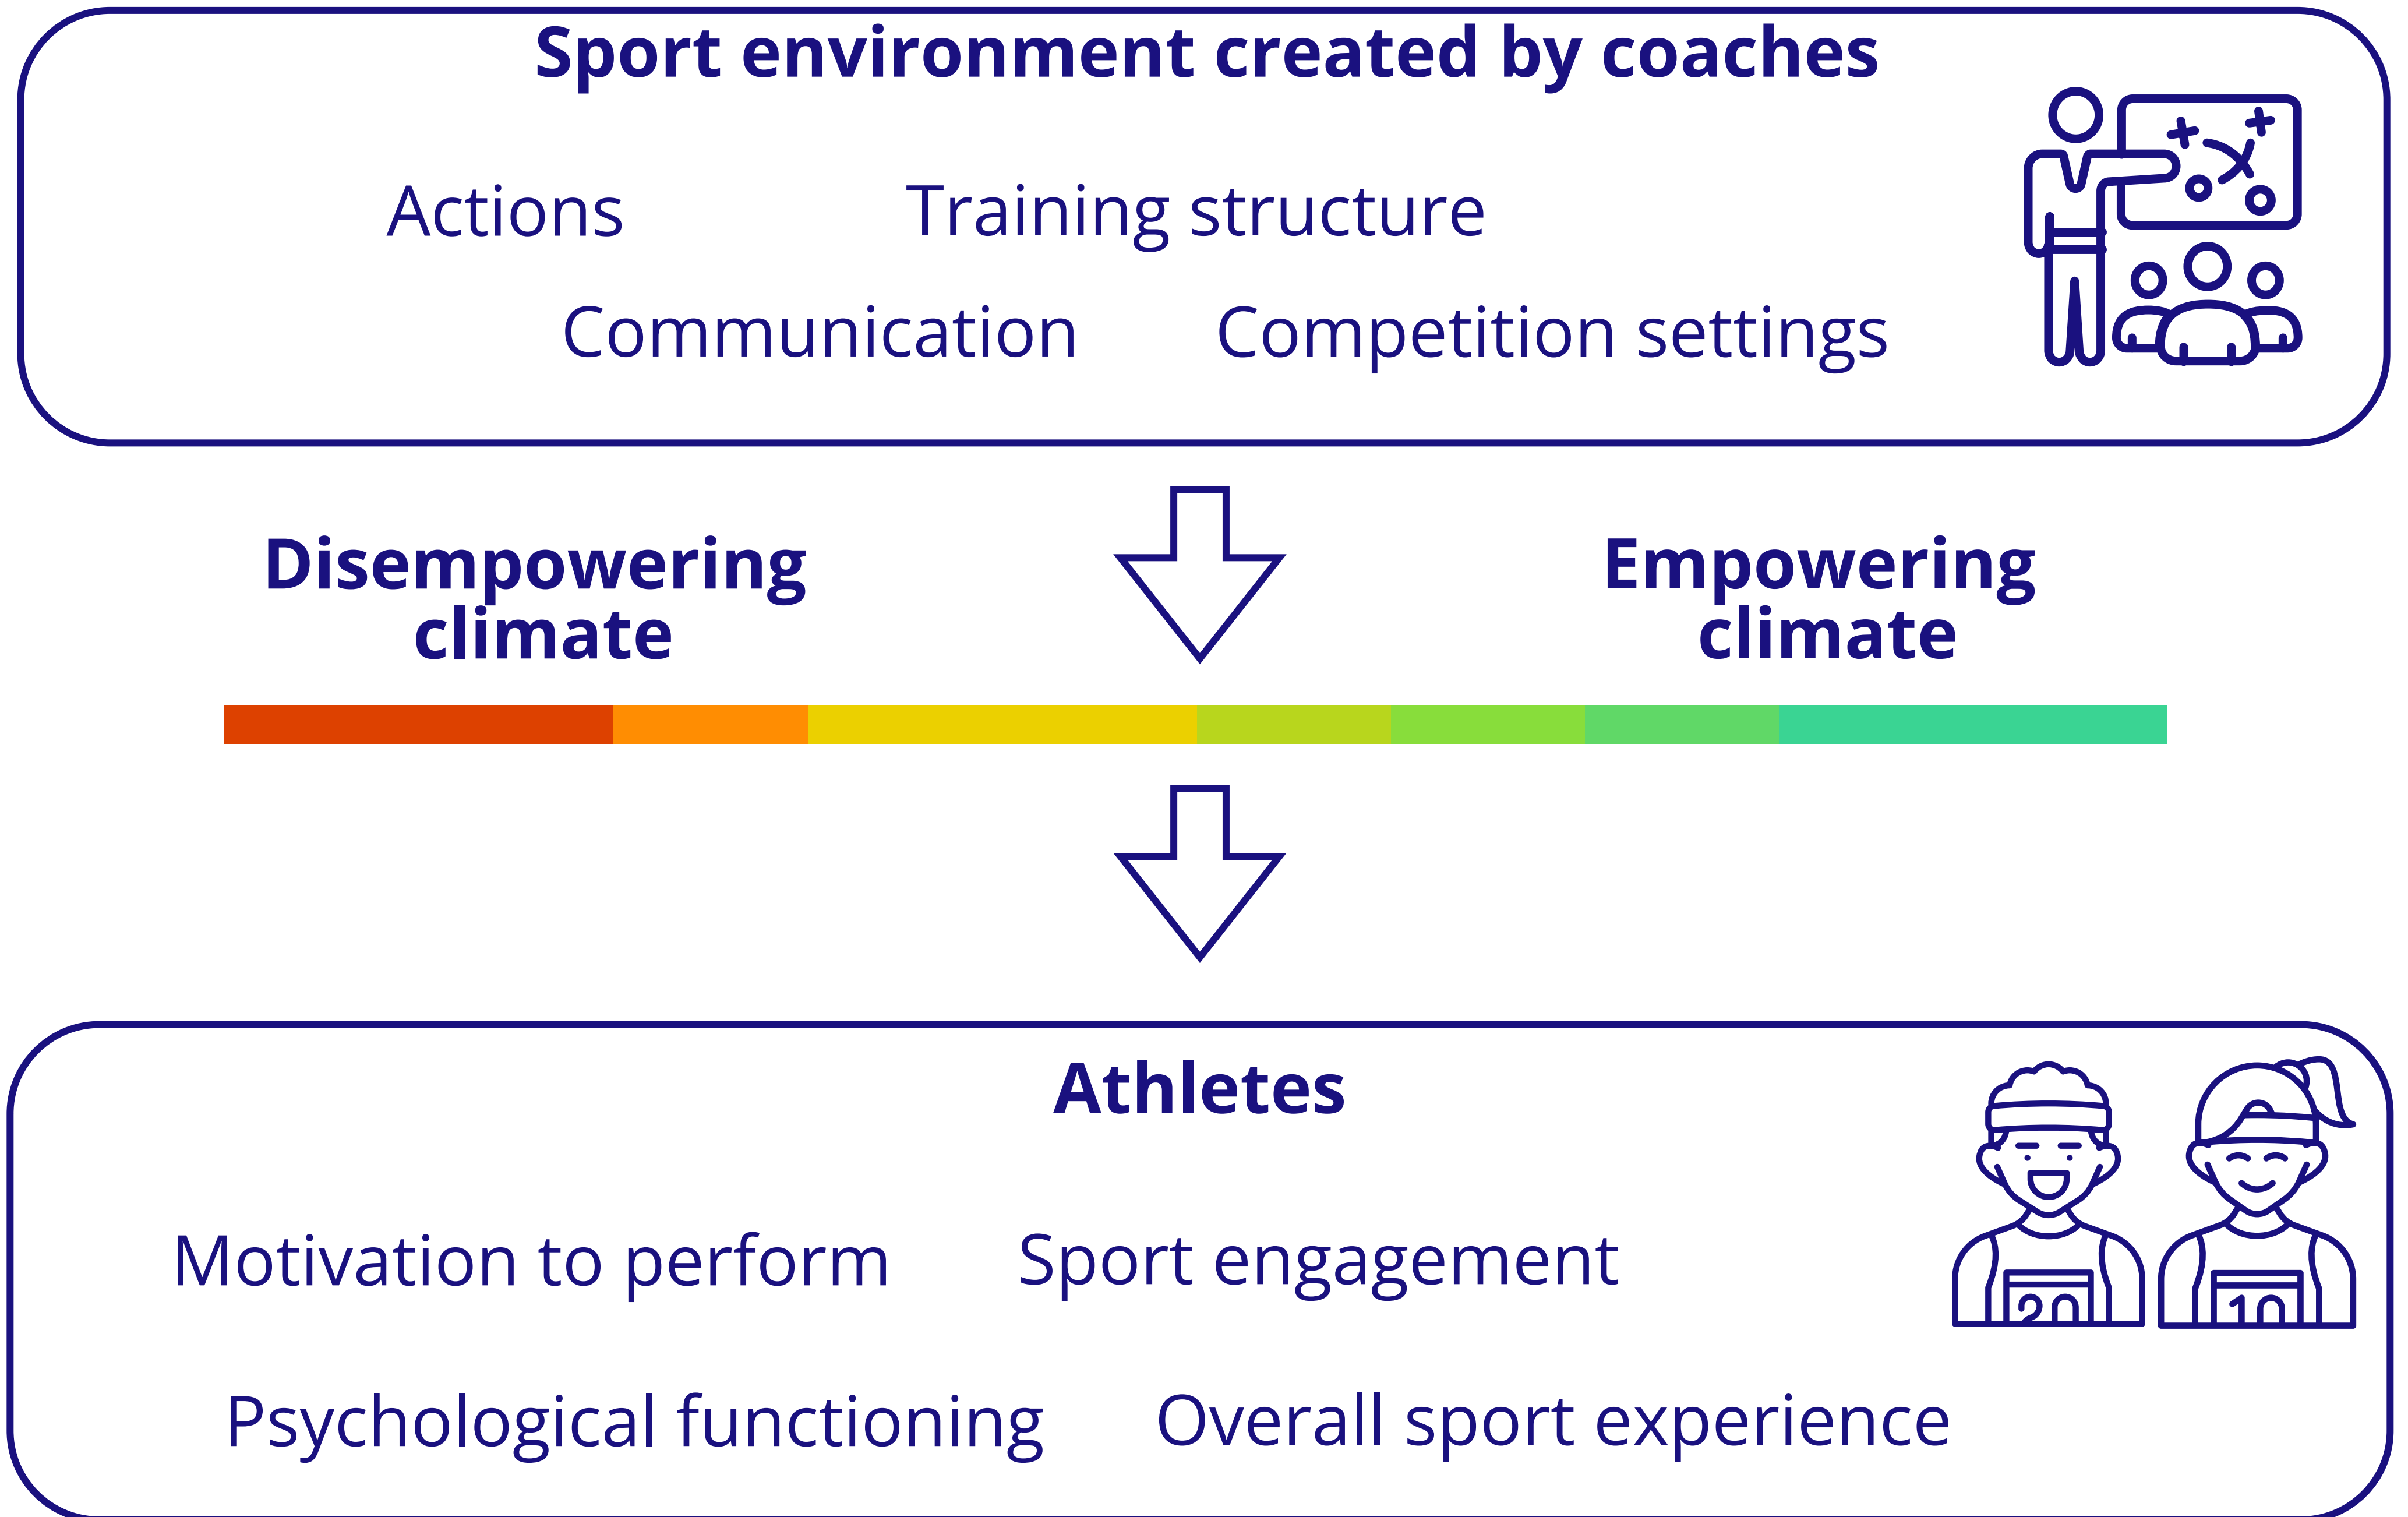 Sport environment created by coaches
Actions
Training structure
Communication
Competition settings
Disempowering
climate
Empowering
climate
Athletes
Motivation to perform
Sport engagement
20
10
Psychological functioning
Overall sport experience